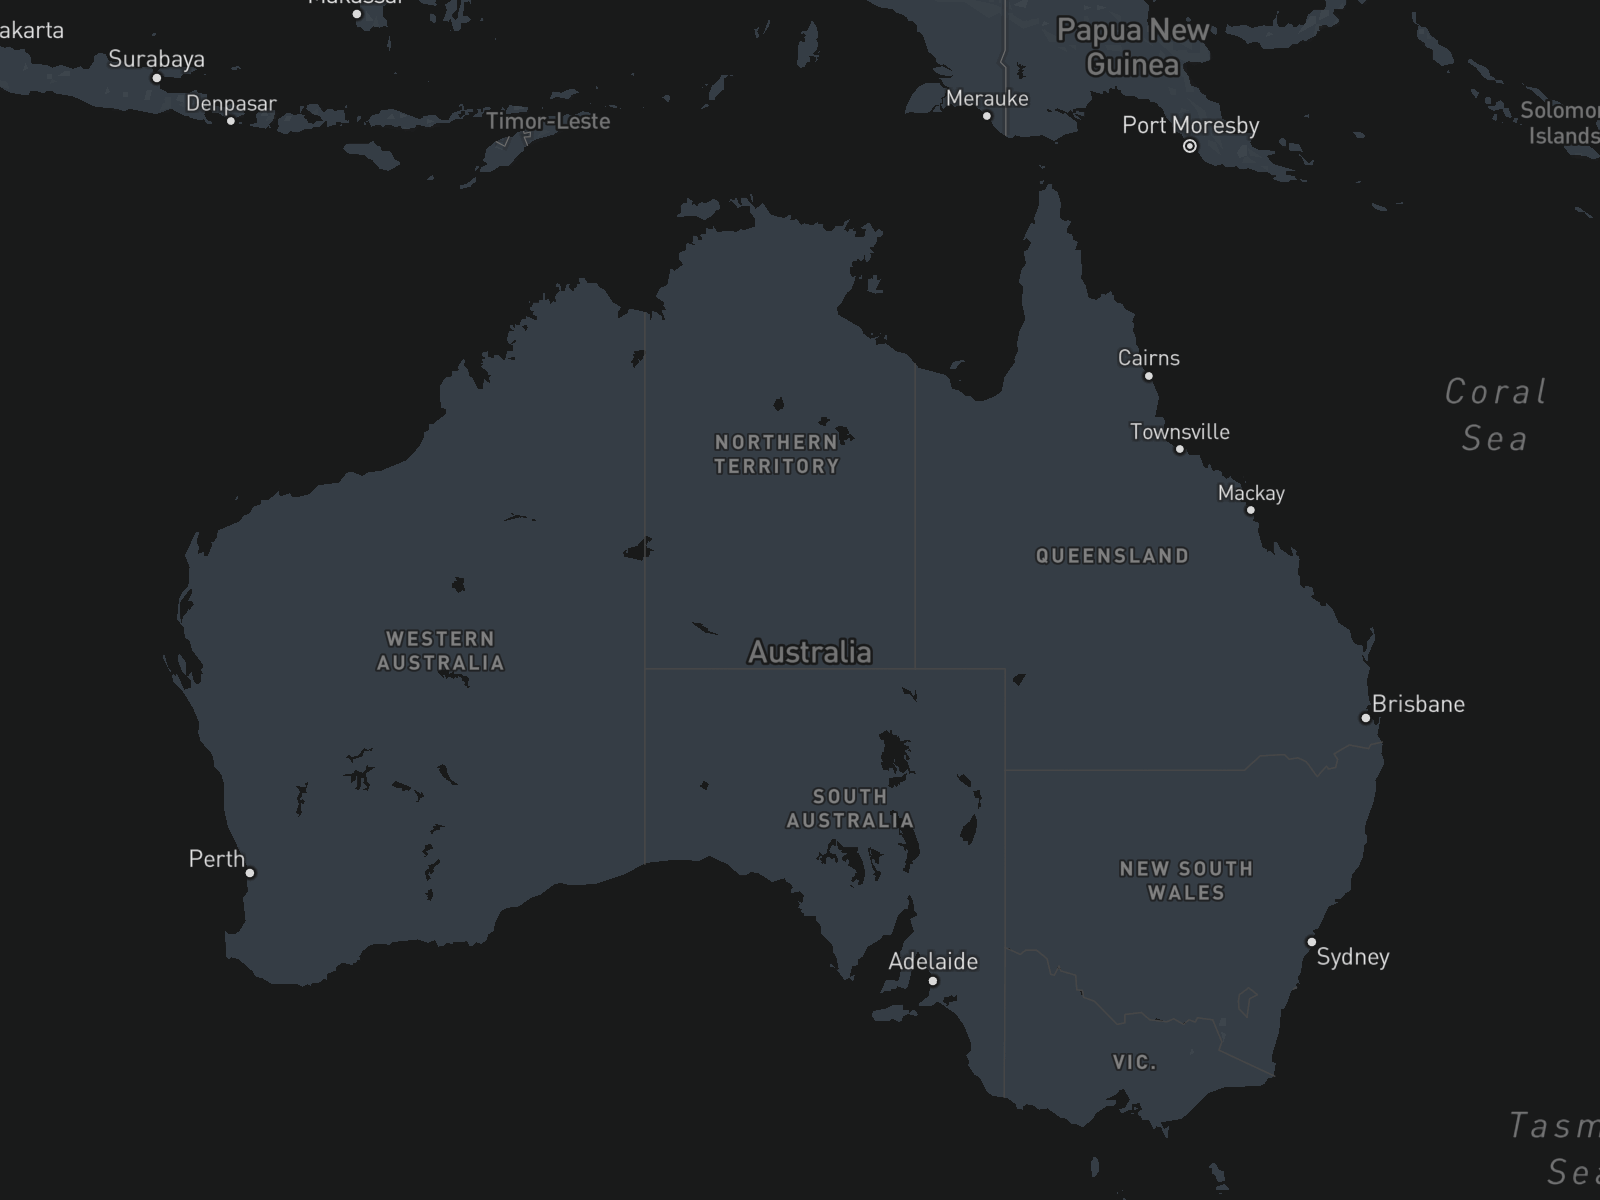 Makassar
akarta
Surabaya
Denpasar
Timor-Leste
Papua New
Guinea
Merauke
Port Moresby
Solomon
Islands
Cairns
Coral
Sea
Townsville
Mackay
NORTHERN
TERRITORY
QUEENSLAND
WESTERN
AUSTRALIA
Australia
Brisbane
SOUTH
AUSTRALIA
Perth
NEW SOUTH
WALES
Adelaide
Sydney
VIC.
Tasm
Sea